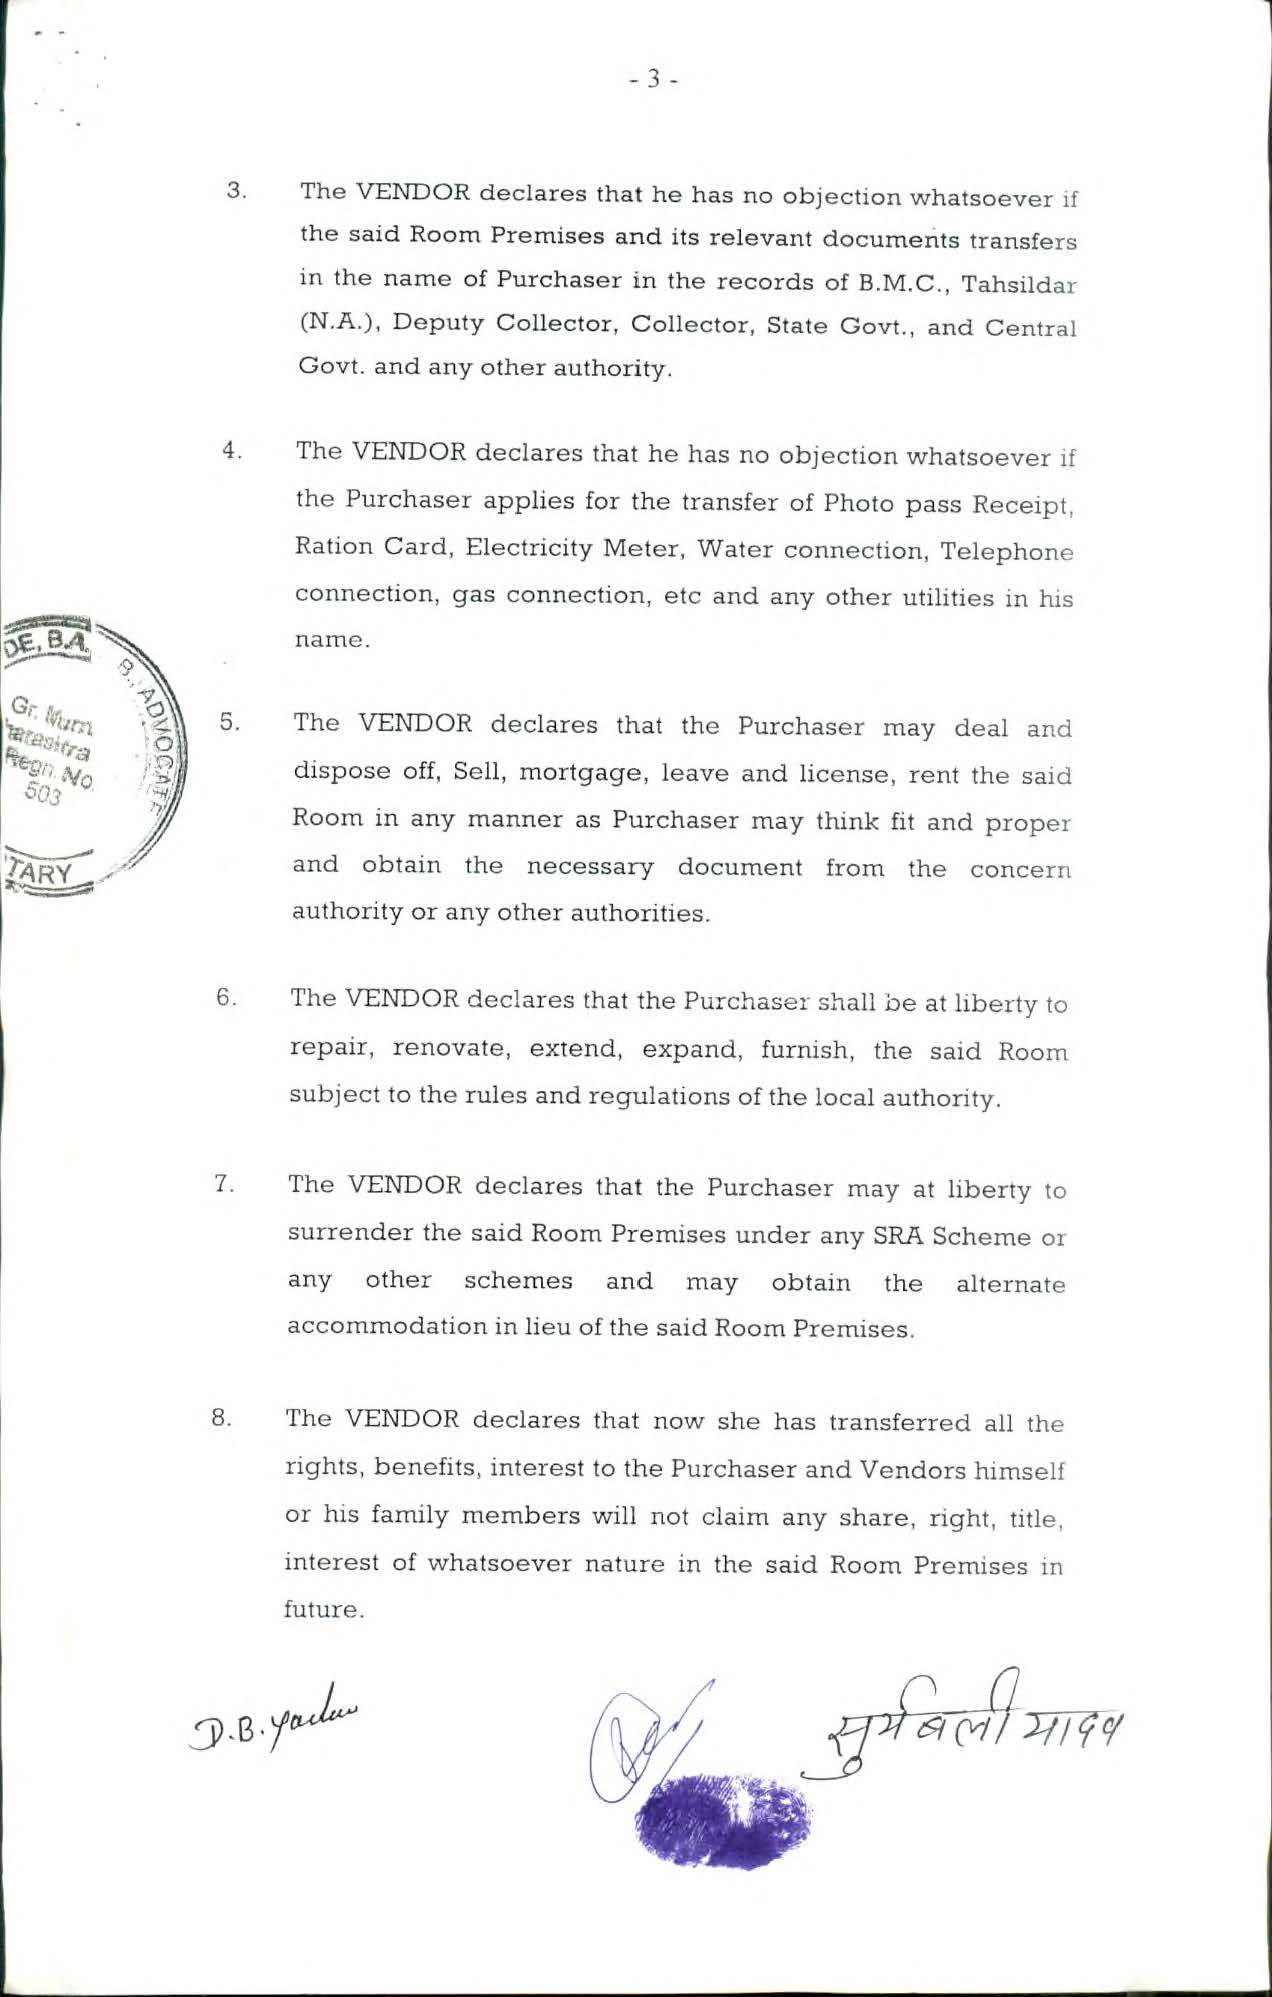 - 3 -
3. The VENDOR declares that he has no objection whatsoever if
the said Room Premises and its relevant documents transfers
in the name of Purchaser in the records of B.M.C., Tahsildar
(N.A.), Deputy Collector, Collector, State Govt., and Central
Govt. and any other authority.
4. The VENDOR declares that he has no objection whatsoever if
the Purchaser applies for the transfer of Photo pass Receipt,
Ration Card, Electricity Meter, Water connection, Telephone
connection, gas connection, etc and any other utilities in his
name.
DE, B.A.
B., ADVOCATE
Gr. Mum
Regn. No.
503
TARY
5. The VENDOR declares that the Purchaser may deal and
dispose off, Sell, mortgage, leave and license, rent the said
Room in any manner as Purchaser may think fit and proper
and obtain the necessary document from the concern
authority or any other authorities.
6. The VENDOR declares that the Purchaser shall be at liberty to
repair, renovate, extend, expand, furnish, the said Room
subject to the rules and regulations of the local authority.
7. The VENDOR declares that the Purchaser may at liberty to
surrender the said Room Premises under any SRA Scheme or
any other schemes and may obtain the alternate
accommodation in lieu of the said Room Premises.
8. The VENDOR declares that now she has transferred all the
rights, benefits, interest to the Purchaser and Vendors himself
or his family members will not claim any share, right, title,
interest of whatsoever nature in the said Room Premises in
future.
D.B. Yadav
सुर्यबली यादव